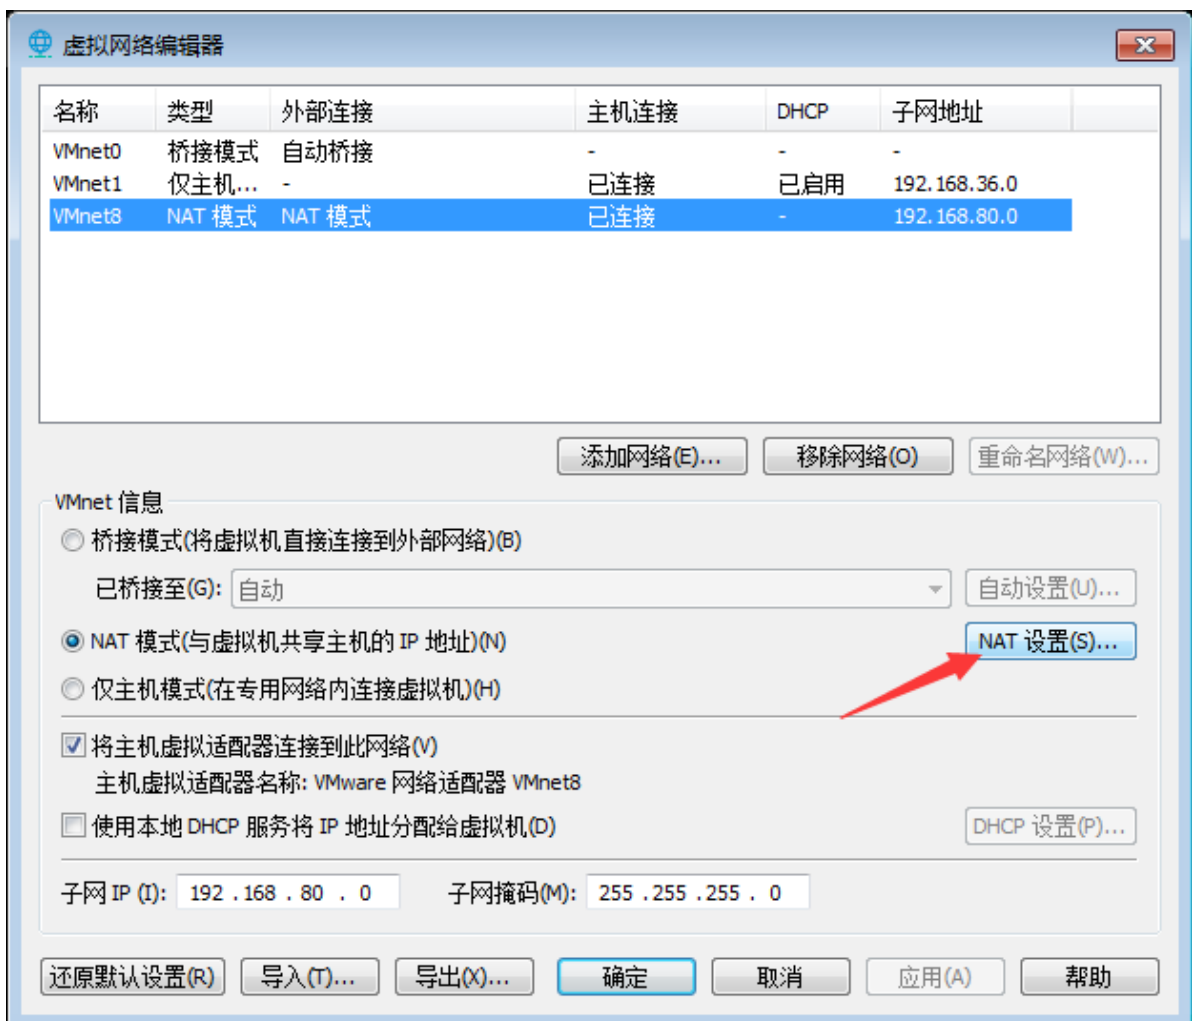 虚拟网络编辑器
名称 类型 外部连接 主机连接 DHCP 子网地址
VMnet0 桥接模式 自动桥接 - - -
VMnet1 仅主机... - 已连接 已启用 192.168.36.0
VMnet8 NAT 模式 NAT 模式 已连接 - 192.168.80.0
添加网络(E)... 移除网络(O) 重命名网络(W)...
VMnet 信息
桥接模式(将虚拟机直接连接到外部网络)(B)
已桥接至(G): 自动 自动设置(U)...
NAT 模式(与虚拟机共享主机的 IP 地址)(N) NAT 设置(S)...
仅主机模式(在专用网络内连接虚拟机)(H)
将主机虚拟适配器连接到此网络(V)
主机虚拟适配器名称: VMware 网络适配器 VMnet8
使用本地 DHCP 服务将 IP 地址分配给虚拟机(D) DHCP 设置(P)...
子网 IP (I): 192 . 168 . 80 . 0 子网掩码(M): 255 . 255 . 255 . 0
还原默认设置(R) 导入(T)... 导出(X)... 确定 取消 应用(A) 帮助